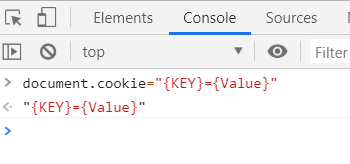 Elements Console Sources
top Filter
> document.cookie="{KEY}={Value}"
"{KEY}={Value}"
>